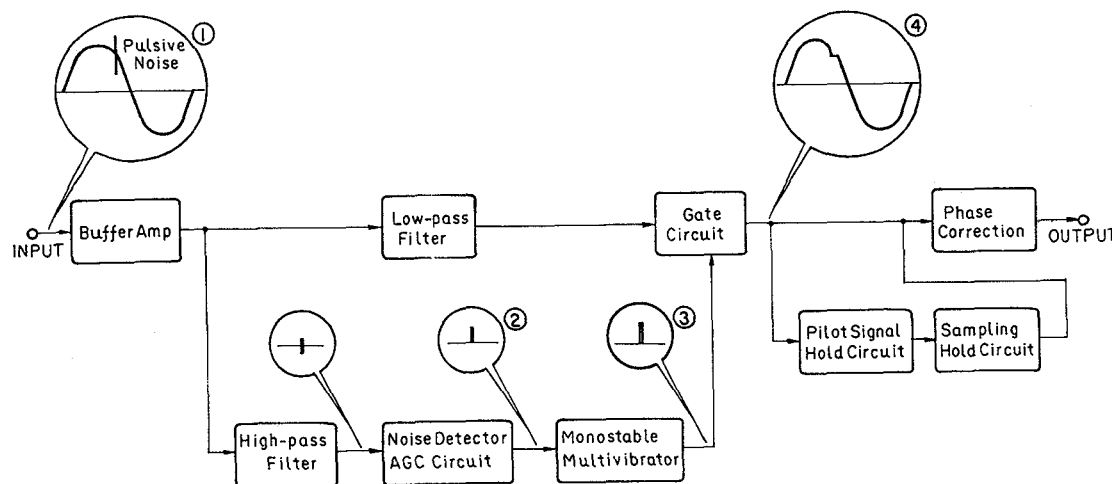 ①
Pulsive
Noise
④
INPUT
Buffer Amp
Low-pass
Filter
Gate
Circuit
Phase
Correction
OUTPUT
Pilot Signal
Hold Circuit
Sampling
Hold Circuit
②
③
High-pass
Filter
Noise Detector
AGC Circuit
Monostable
Multivibrator